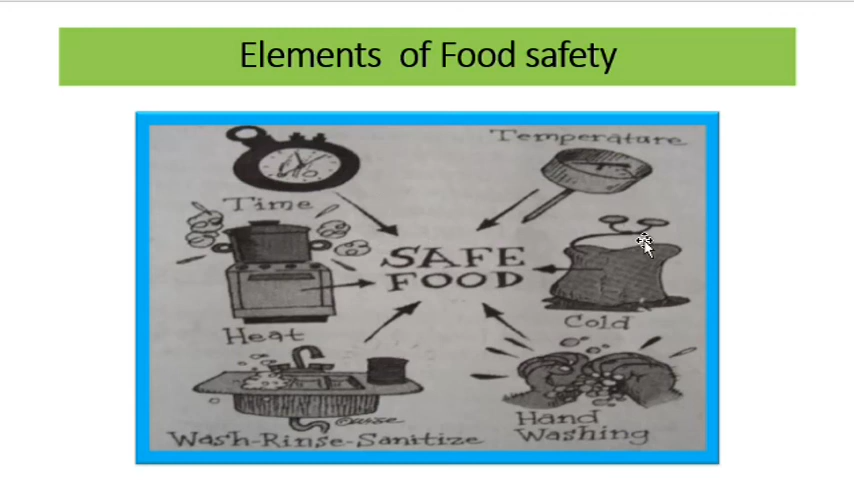 Elements of Food safety
Temperature
Time
SAFE
FOOD
Cold
Heat
Hand
Washing
Wash-Rinse-Sanitize